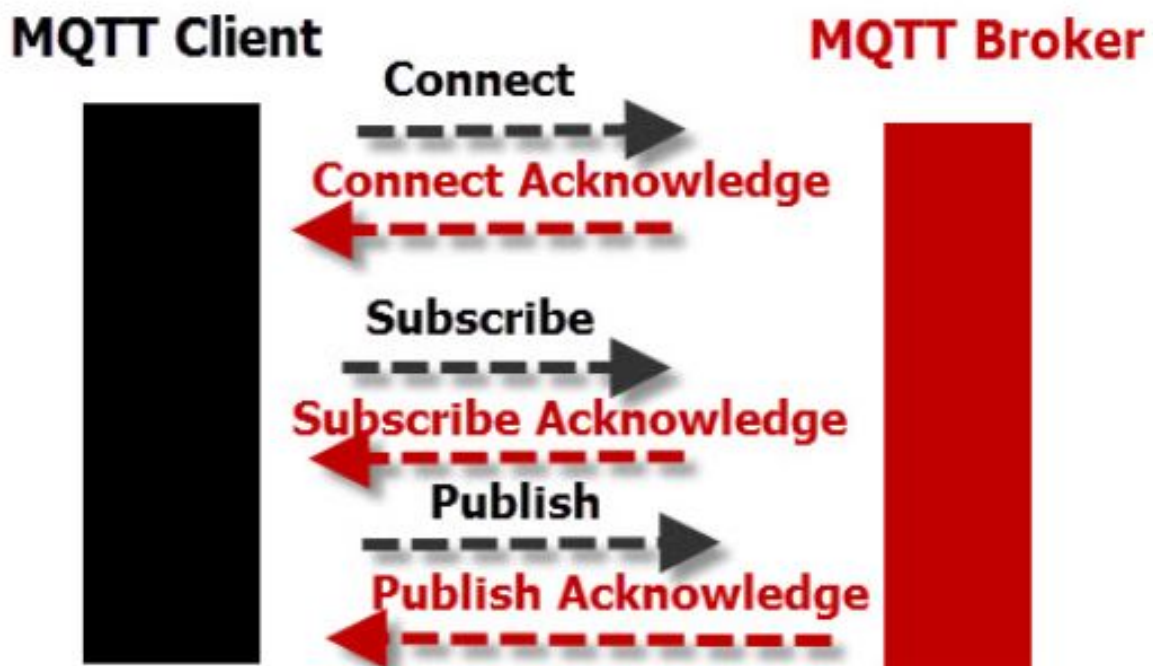 MQTT Client
MQTT Broker
Connect
Connect Acknowledge
Subscribe
Subscribe Acknowledge
Publish
Publish Acknowledge